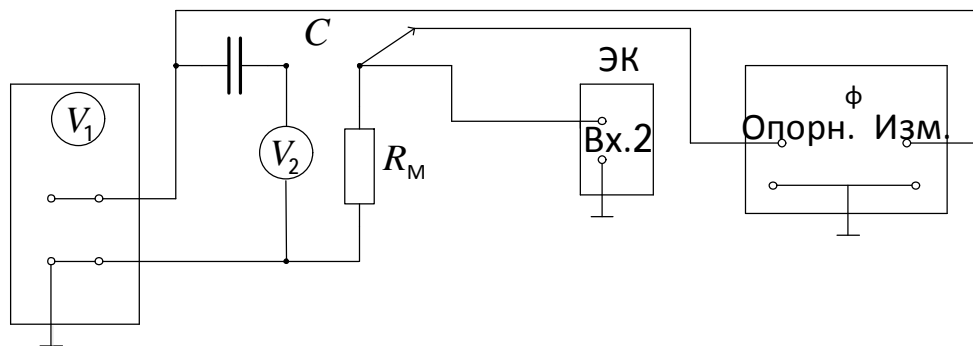 C
ЭК
V₁
ф
Опорн. Изм.
Вх.2
V₂
Rм